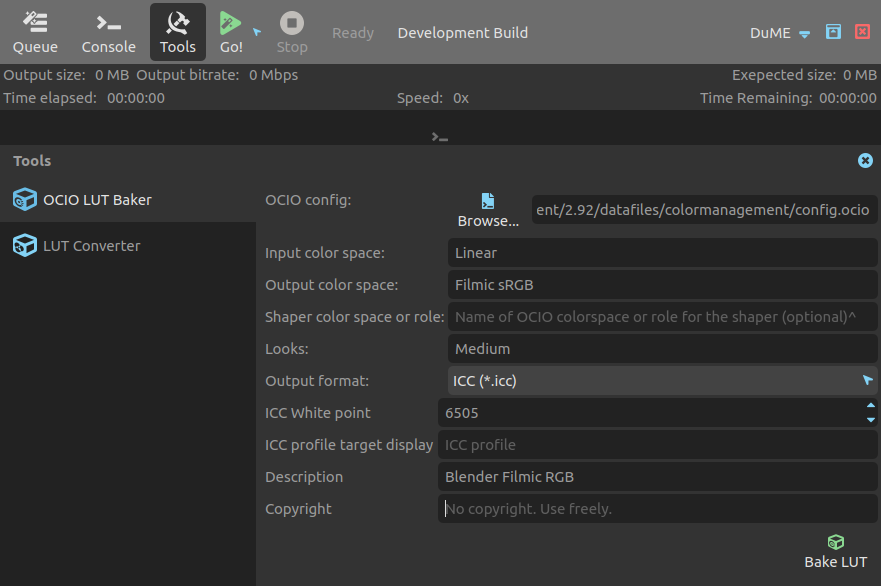 Queue Console Tools Go! Stop Ready Development Build DuME
Output size: 0 MB Output bitrate: 0 Mbps Exepected size: 0 MB
Time elapsed: 00:00:00 Speed: 0x Time Remaining: 00:00:00
Tools
OCIO LUT Baker
LUT Converter
OCIO config: Browse... ent/2.92/datafiles/colormanagement/config.ocio
Input color space: Linear
Output color space: Filmic sRGB
Shaper color space or role: Name of OCIO colorspace or role for the shaper (optional)^
Looks: Medium
Output format: ICC (*.icc)
ICC White point 6505
ICC profile target display ICC profile
Description Blender Filmic RGB
Copyright No copyright. Use freely.
Bake LUT